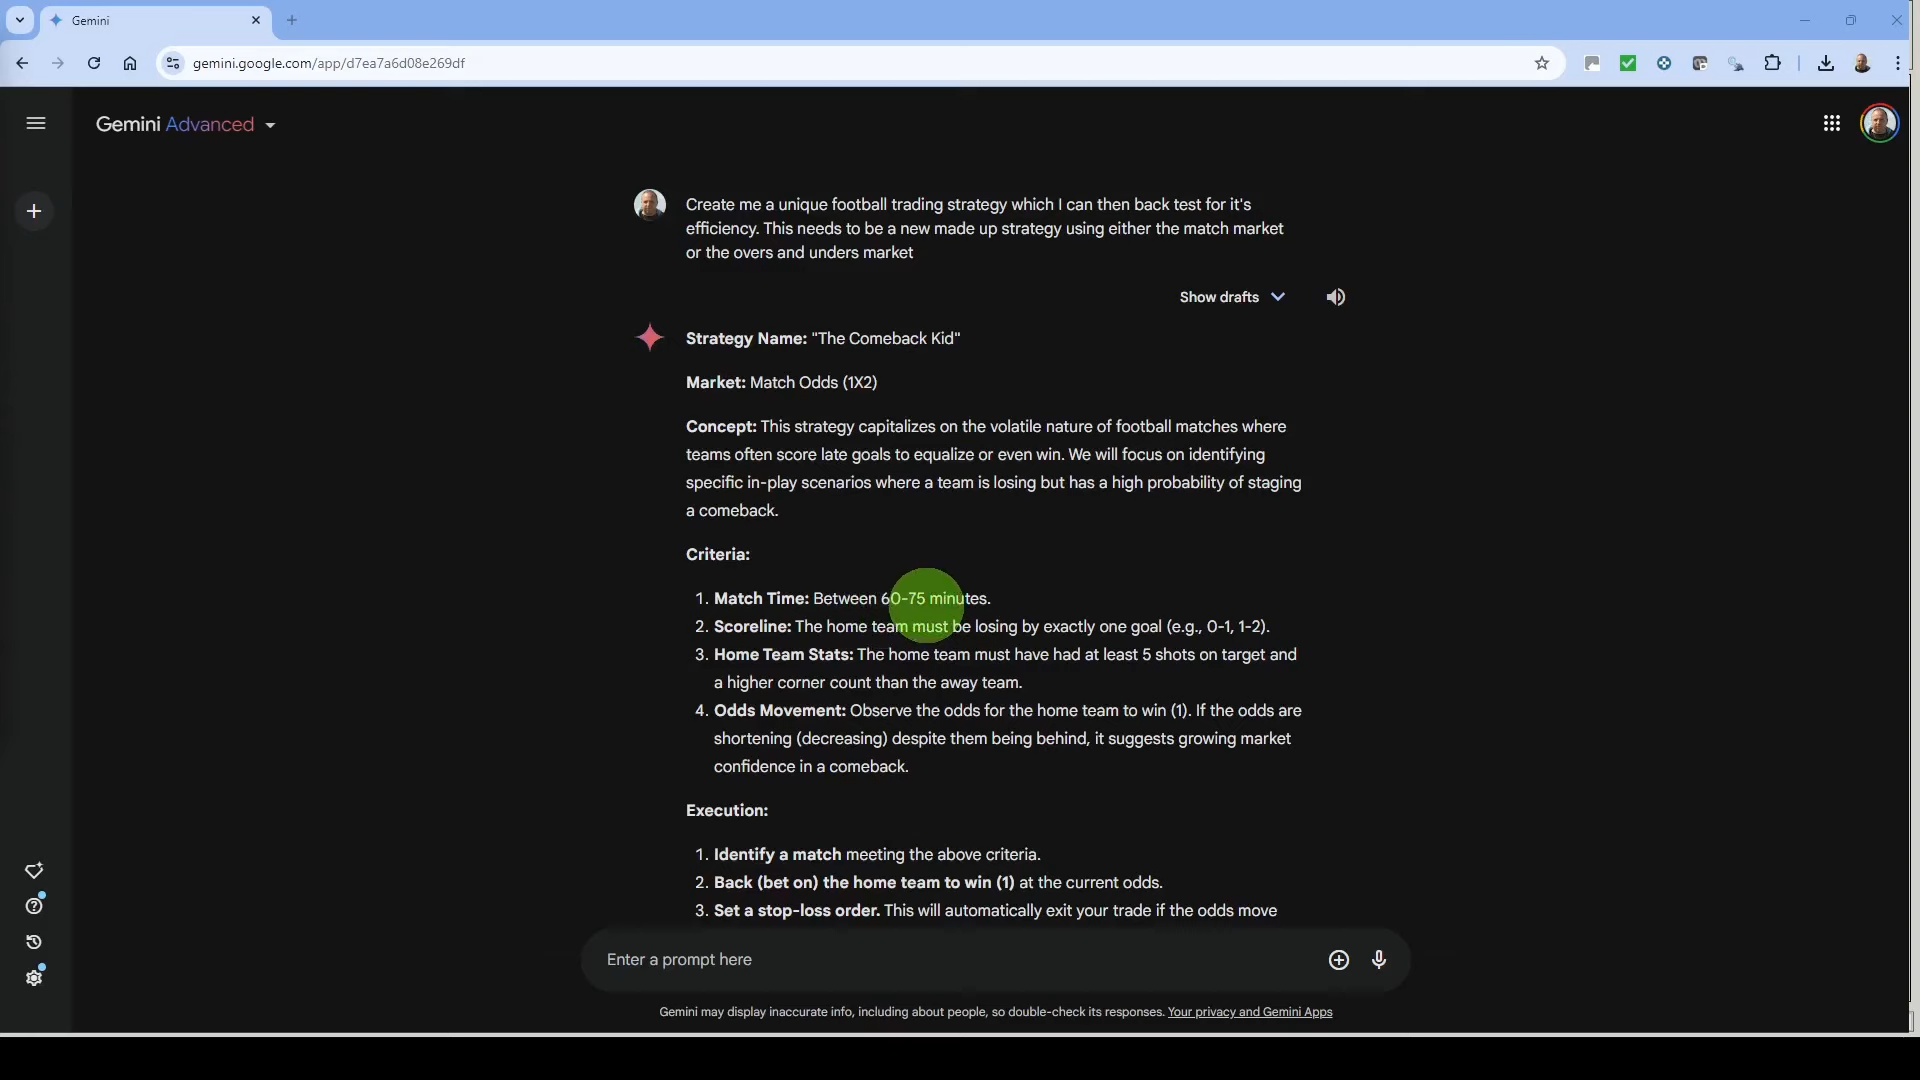 Gemini
gemini.google.com/app/d7ea7a6d08e269df
Gemini Advanced
Create me a unique football trading strategy which I can then back test for it's
efficiency. This needs to be a new made up strategy using either the match market
or the overs and unders market
Show drafts
Strategy Name: "The Comeback Kid"
Market: Match Odds (1X2)
Concept: This strategy capitalizes on the volatile nature of football matches where
teams often score late goals to equalize or even win. We will focus on identifying
specific in-play scenarios where a team is losing but has a high probability of staging
a comeback.
Criteria:
1. Match Time: Between 60-75 minutes.
2. Scoreline: The home team must be losing by exactly one goal (e.g., 0-1, 1-2).
3. Home Team Stats: The home team must have had at least 5 shots on target and
a higher corner count than the away team.
4. Odds Movement: Observe the odds for the home team to win (1). If the odds are
shortening (decreasing) despite them being behind, it suggests growing market
confidence in a comeback.
Execution:
1. Identify a match meeting the above criteria.
2. Back (bet on) the home team to win (1) at the current odds.
3. Set a stop-loss order. This will automatically exit your trade if the odds move
Enter a prompt here
Gemini may display inaccurate info, including about people, so double-check its responses. Your privacy and Gemini Apps